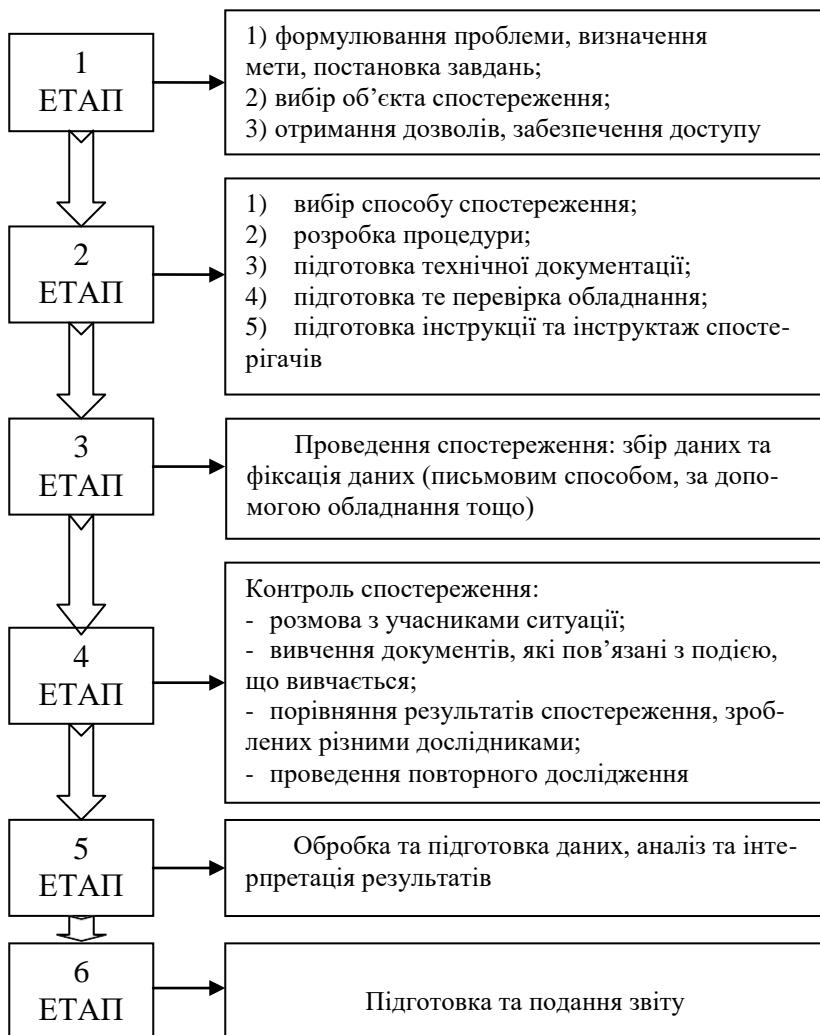 1
ЕТАП
1) формулювання проблеми, визначення
мети, постановка завдань;
2) вибір об’єкта спостереження;
3) отримання дозволів, забезпечення доступу
2
ЕТАП
1) вибір способу спостереження;
2) розробка процедури;
3) підготовка технічної документації;
4) підготовка те перевірка обладнання;
5) підготовка інструкції та інструктаж спосте-
рігачів
3
ЕТАП
Проведення спостереження: збір даних та
фіксація даних (письмовим способом, за допо-
могою обладнання тощо)
4
ЕТАП
Контроль спостереження:
- розмова з учасниками ситуації;
- вивчення документів, які пов’язані з подією,
що вивчається;
- порівняння результатів спостереження, зроб-
лених різними дослідниками;
- проведення повторного дослідження
5
ЕТАП
Обробка та підготовка даних, аналіз та інте-
рпретація результатів
6
ЕТАП
Підготовка та подання звіту